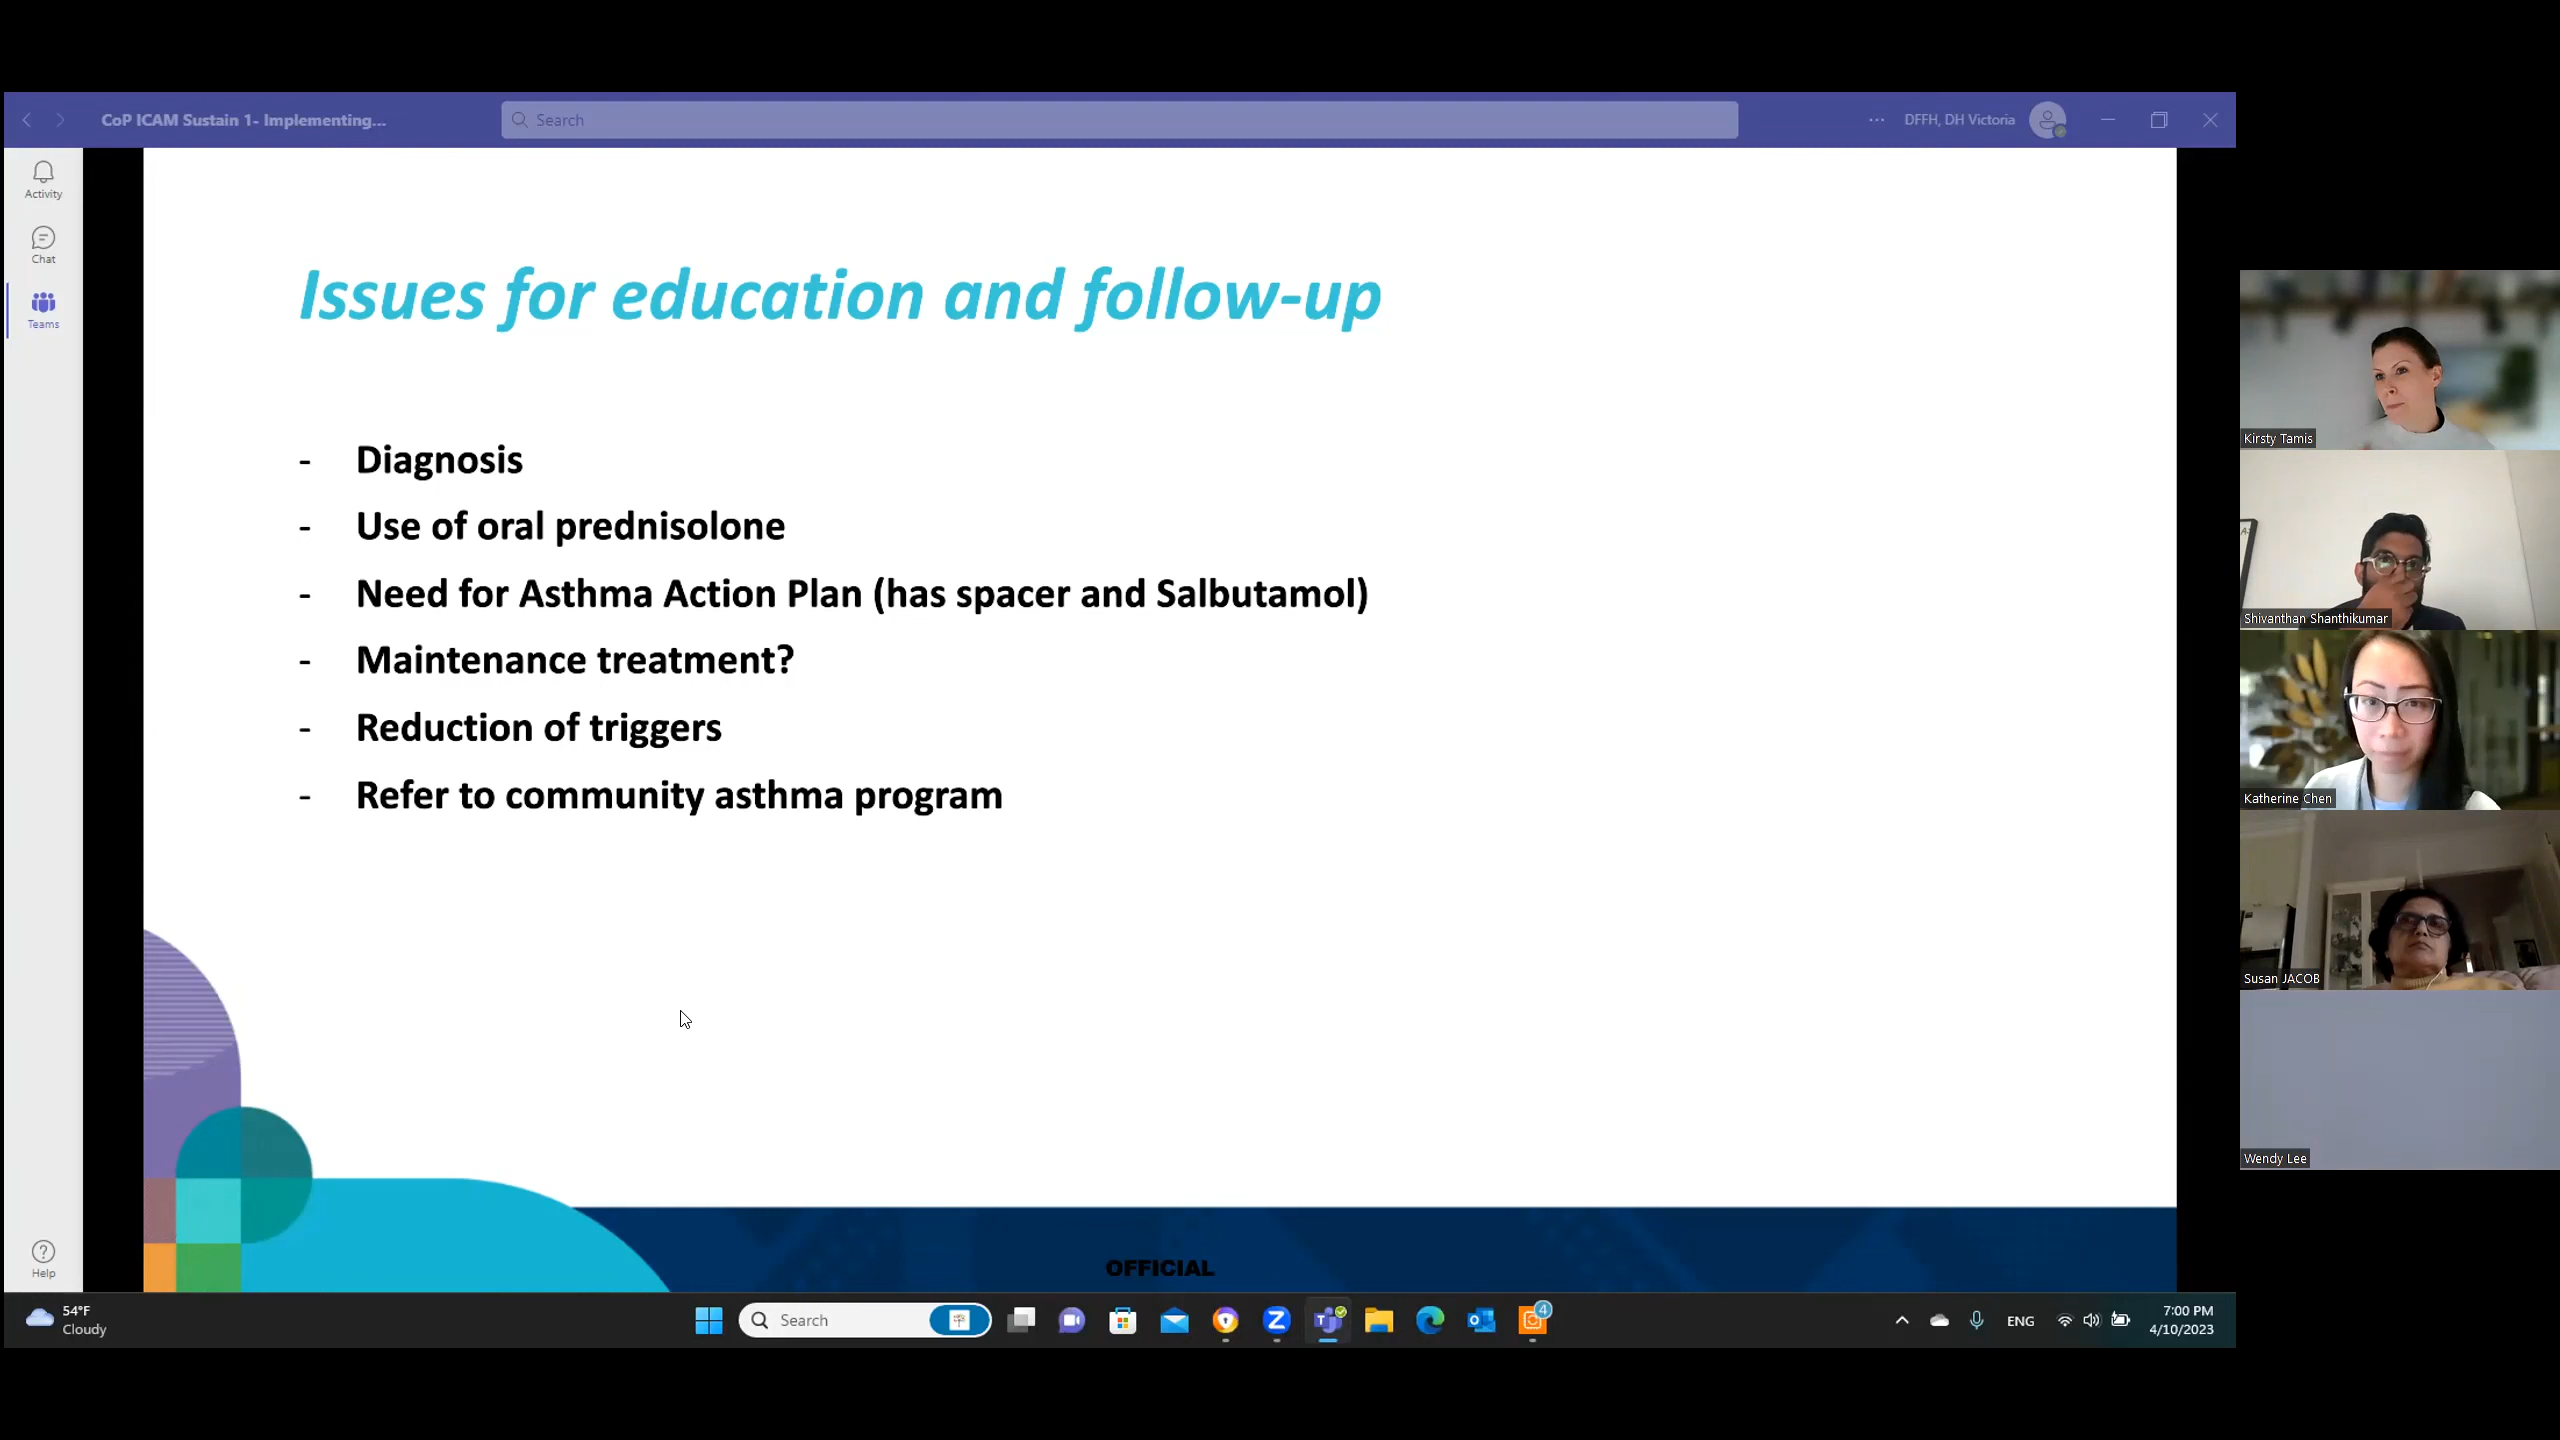 CoP ICAM Sustain 1- Implementing...
Search
DFFH, DH Victoria
Activity
Chat
Teams
Help
Issues for education and follow-up
- Diagnosis
- Use of oral prednisolone
- Need for Asthma Action Plan (has spacer and Salbutamol)
- Maintenance treatment?
- Reduction of triggers
- Refer to community asthma program
OFFICIAL
Kirsty Tamis
Shivanthan Shanthikumar
Katherine Chen
Susan JACOB
Wendy Lee
54°F
Cloudy
Search
4
ENG
7:00 PM
4/10/2023